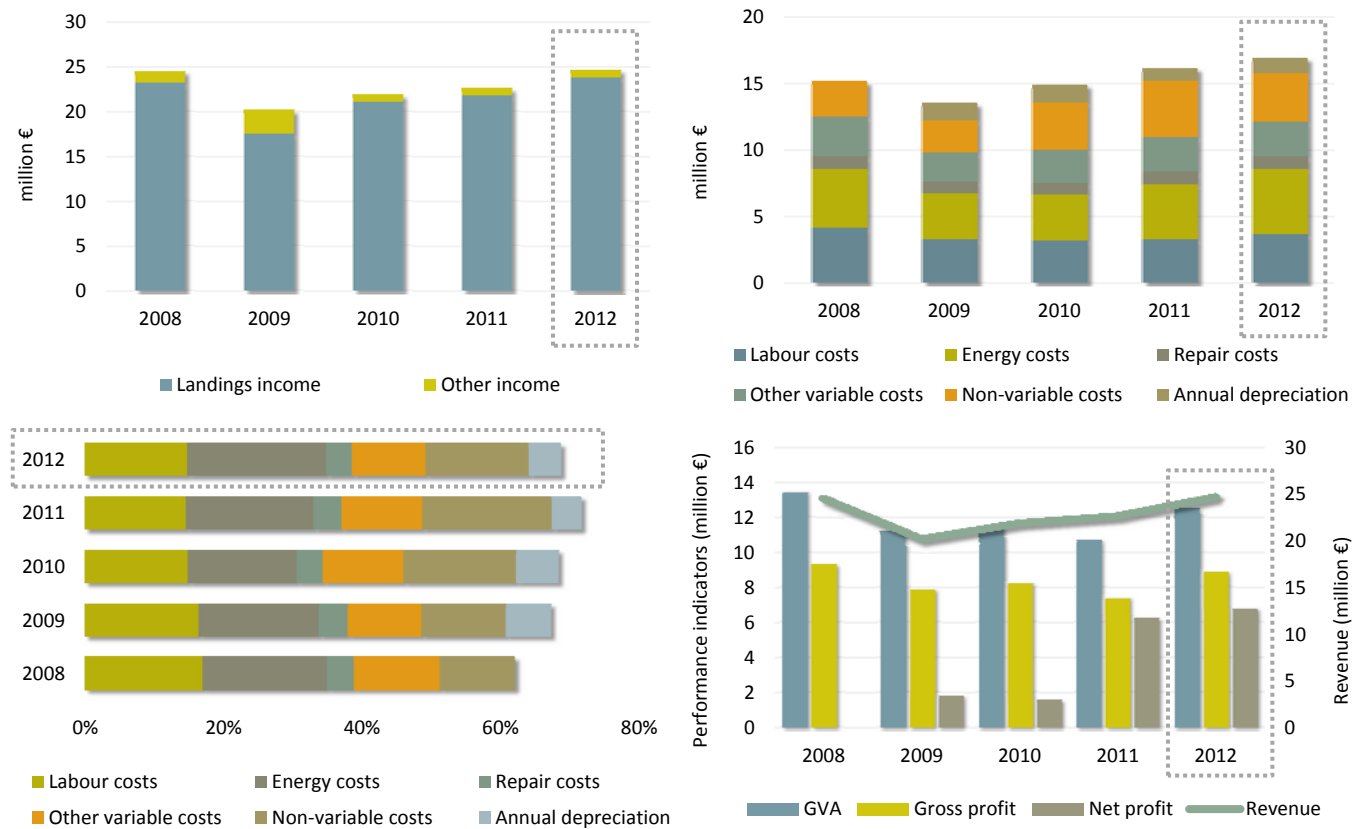 30
25
20
15
10
5
0
million €
2008 2009 2010 2011 2012
Landings income Other income
20
15
10
5
0
million €
2008 2009 2010 2011 2012
Labour costs Energy costs Repair costs
Other variable costs Non-variable costs Annual depreciation
2012
2011
2010
2009
2008
0% 20% 40% 60% 80%
Labour costs Energy costs Repair costs
Other variable costs Non-variable costs Annual depreciation
16
14
12
10
8
6
4
2
0
Performance indicators (million €)
30
25
20
15
10
5
0
Revenue (million €)
2008 2009 2010 2011 2012
GVA Gross profit Net profit Revenue